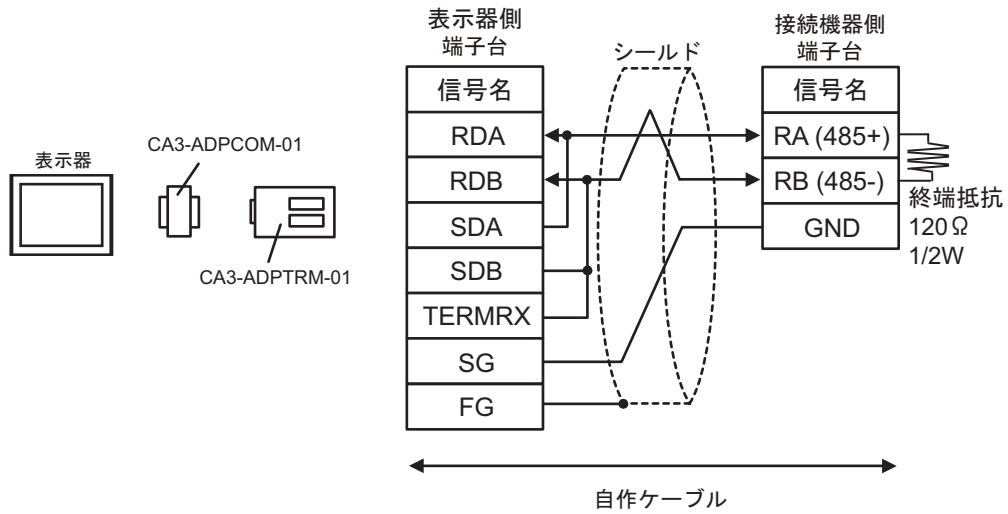 表示器
CA3-ADPCOM-01
CA3-ADPTRM-01
表示器側
端子台
信号名
RDA
RDB
SDA
SDB
TERMRX
SG
FG
シールド
接続機器側
端子台
信号名
RA (485+)
RB (485-)
GND
終端抵抗
120Ω
1/2W
自作ケーブル